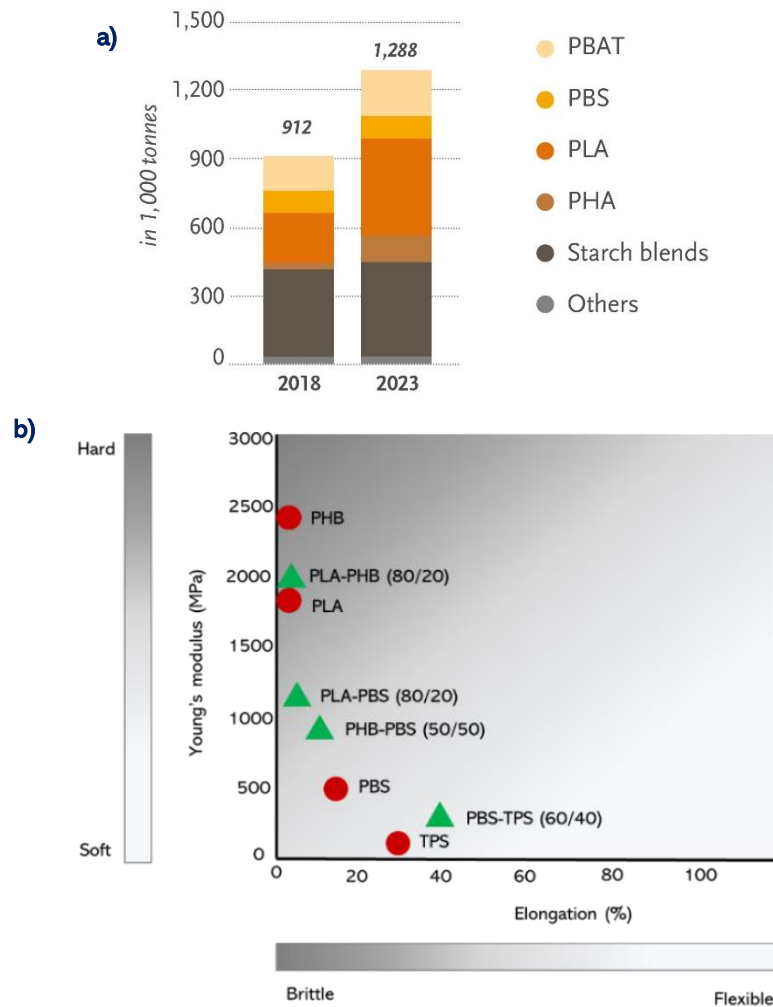 a)
1,500
1,200
900
600
300
0
in 1,000 tonnes
912
1,288
2018
2023
PBAT
PBS
PLA
PHA
Starch blends
Others
b)
Hard
Soft
Young's modulus (MPa)
3000
2500
2000
1500
1000
500
0
PHB
PLA-PHB (80/20)
PLA
PLA-PBS (80/20)
PHB-PBS (50/50)
PBS
PBS-TPS (60/40)
TPS
0 20 40 60 80 100
Elongation (%)
Brittle Flexible